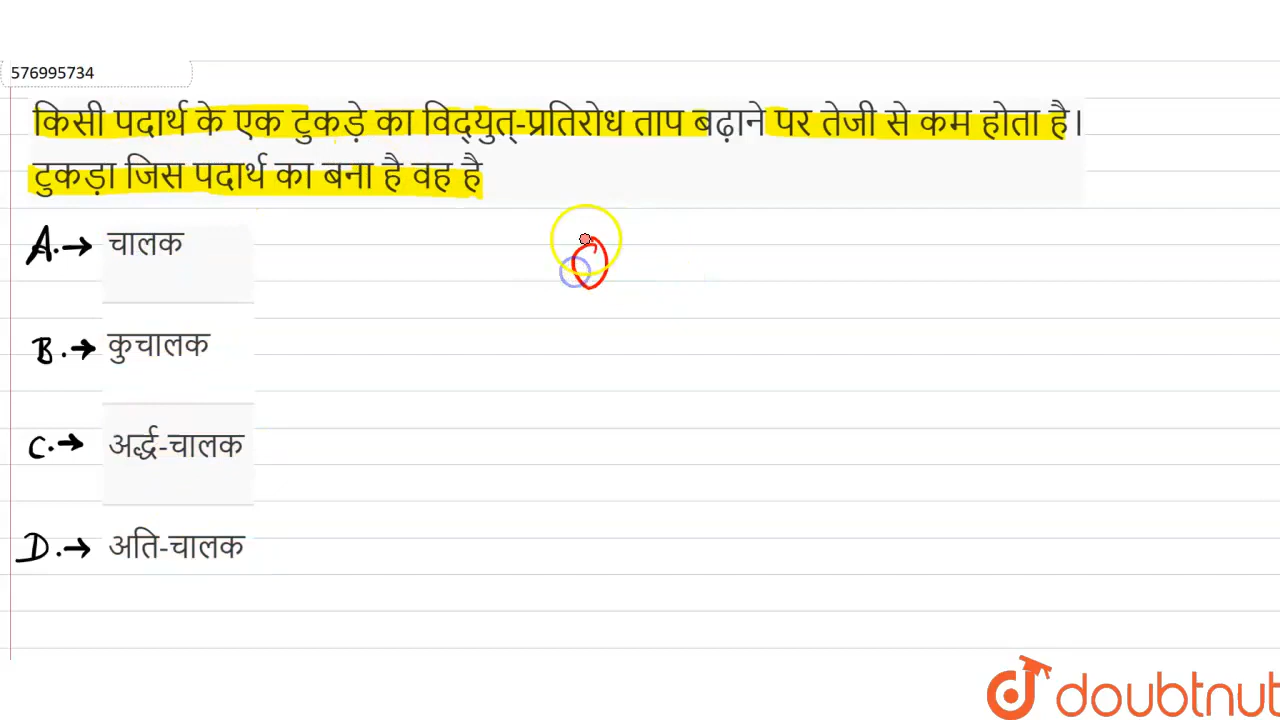 576995734
किसी पदार्थ के एक टुकड़े का विद्युत्-प्रतिरोध ताप बढ़ाने पर तेजी से कम होता है।
टुकड़ा जिस पदार्थ का बना है वह है
A.→ चालक
B.→ कुचालक
C.→ अर्द्ध-चालक
D.→ अति-चालक
doubtnut